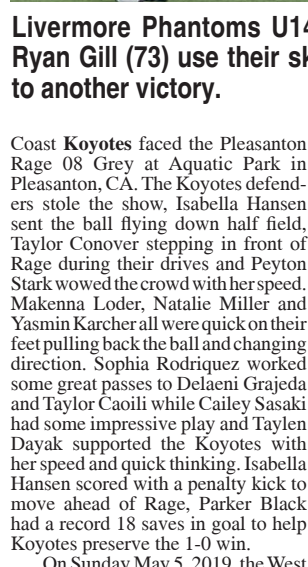 Livermore Phantoms U14
Ryan Gill (73) use their sk
to another victory.
Coast Koyotes faced the Pleasanton
Rage 08 Grey at Aquatic Park in
Pleasanton, CA. The Koyotes defend-
ers stole the show, Isabella Hansen
sent the ball flying down half field,
Taylor Conover stepping in front of
Rage during their drives and Peyton
Stark wowed the crowd with her speed.
Makenna Loder, Natalie Miller and
Yasmin Karcher all were quick on their
feet pulling back the ball and changing
direction. Sophia Rodriquez worked
some great passes to Delaeni Grajeda
and Taylor Caoili while Cailey Sasaki
had some impressive play and Taylen
Dayak supported the Koyotes with
her speed and quick thinking. Isabella
Hansen scored with a penalty kick to
move ahead of Rage, Parker Black
had a record 18 saves in goal to help
Koyotes preserve the 1-0 win.
On Sunday May 5, 2019, the West